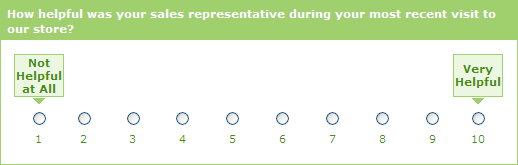 How helpful was your sales representative during your most recent visit to
our store?
Not
Helpful
at All
Very
Helpful
1 2 3 4 5 6 7 8 9 10